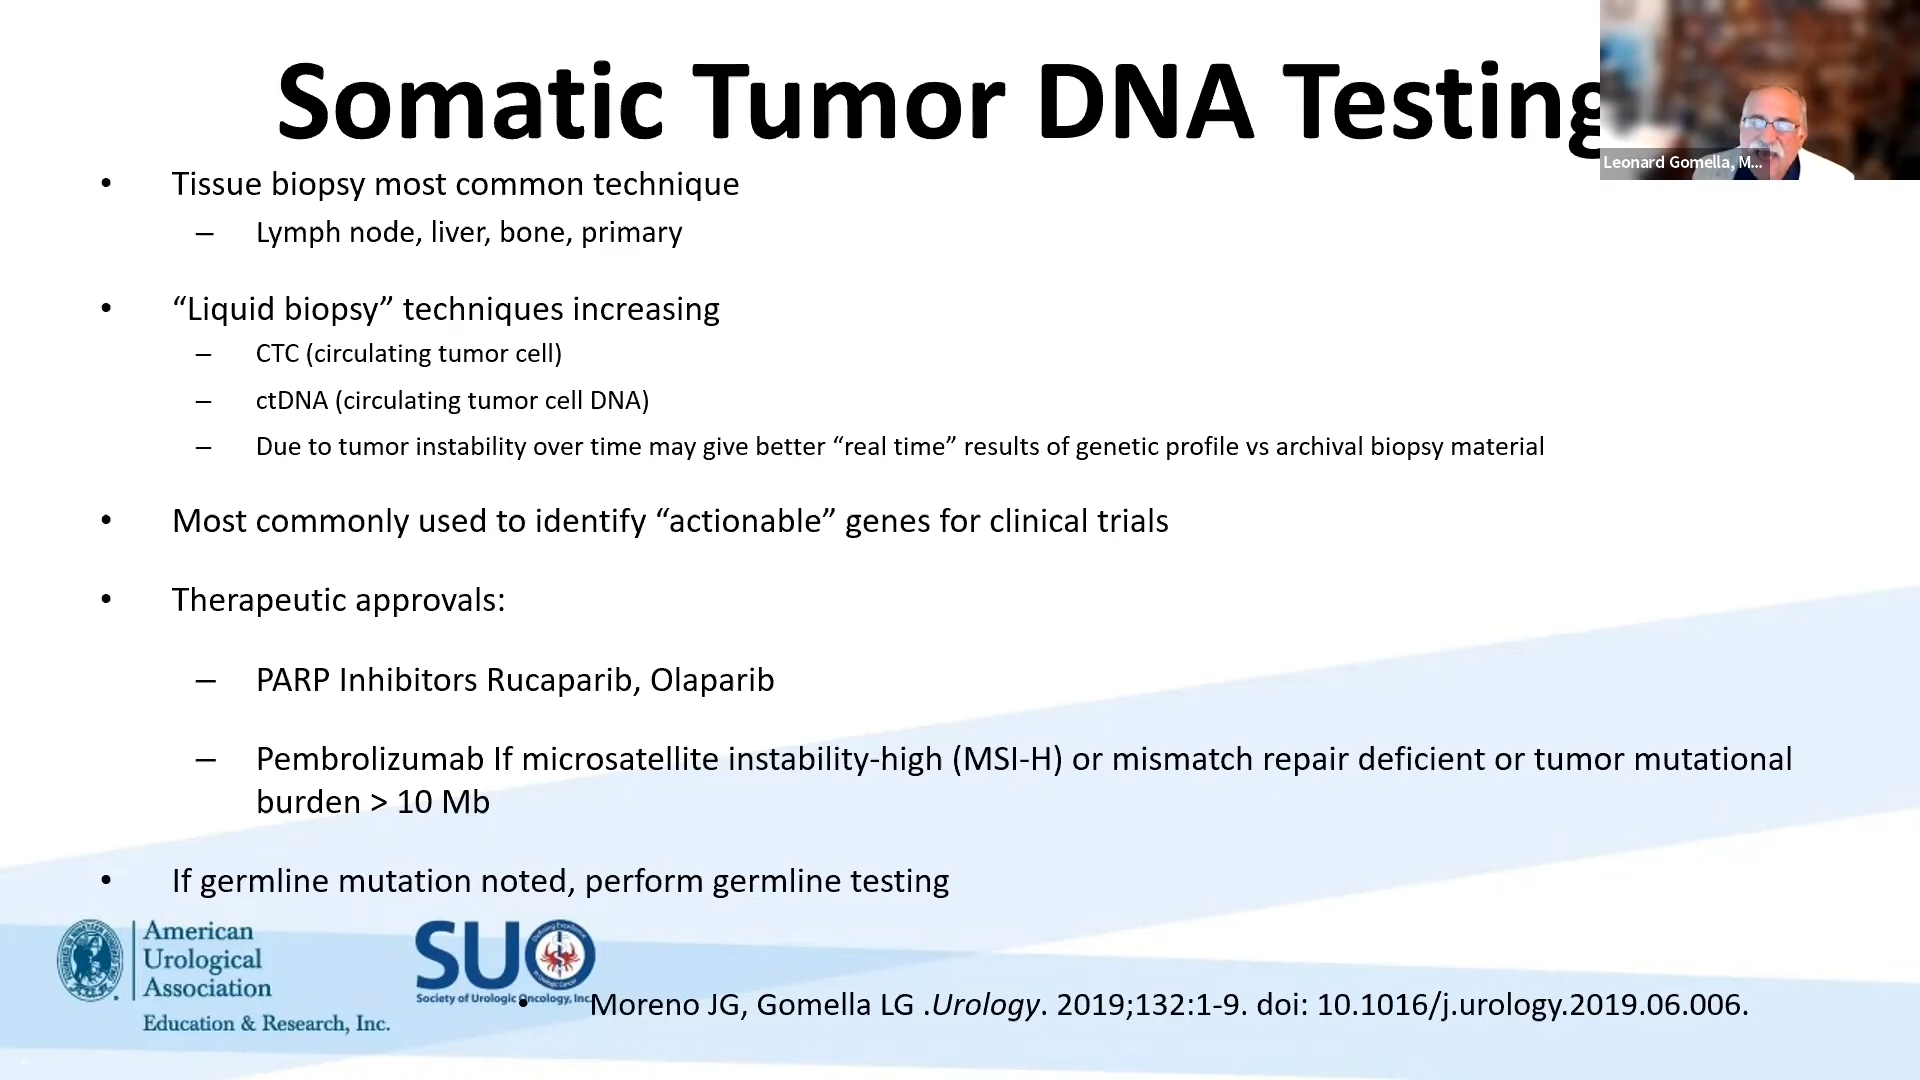 Somatic Tumor DNA Testing
Leonard Gomella, M...
• Tissue biopsy most common technique
– Lymph node, liver, bone, primary
• “Liquid biopsy” techniques increasing
– CTC (circulating tumor cell)
– ctDNA (circulating tumor cell DNA)
– Due to tumor instability over time may give better “real time” results of genetic profile vs archival biopsy material
• Most commonly used to identify “actionable” genes for clinical trials
• Therapeutic approvals:
– PARP Inhibitors Rucaparib, Olaparib
– Pembrolizumab If microsatellite instability-high (MSI-H) or mismatch repair deficient or tumor mutational
burden > 10 Mb
• If germline mutation noted, perform germline testing
American
Urological
Association
Education & Research, Inc.
SUO
Society of Urologic Oncology, Inc.
• Moreno JG, Gomella LG .Urology. 2019;132:1-9. doi: 10.1016/j.urology.2019.06.006.